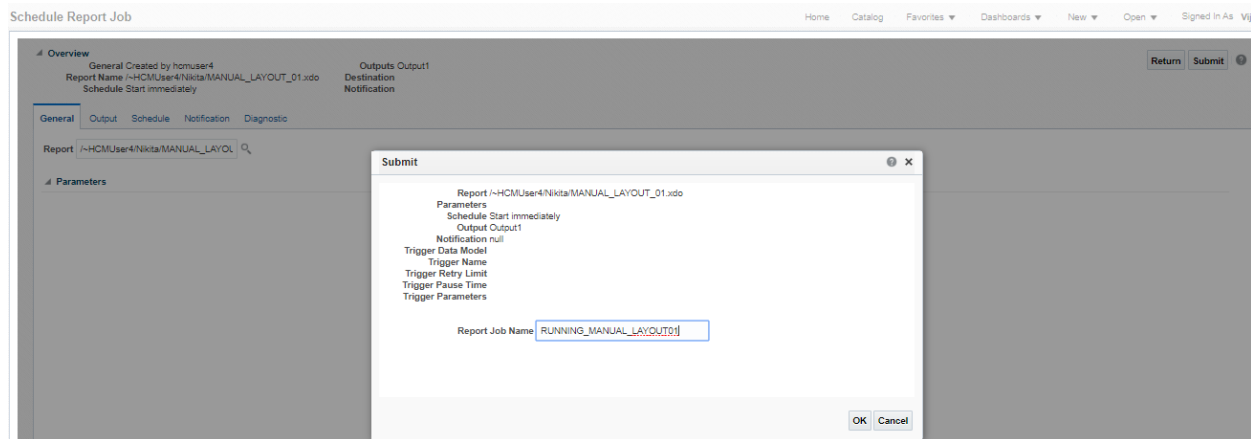 Schedule Report Job
Home Catalog Favorites Dashboards New Open Signed In As
Overview
General Created by hcmuser4
Report Name /~HCMUser4/Nikita/MANUAL_LAYOUT_01.xdo
Schedule Start immediately
Outputs Output1
Destination
Notification
Return Submit
General Output Schedule Notification Diagnostic
Report /~HCMUser4/Nikita/MANUAL_LAYOU
Parameters
Submit
Report /~HCMUser4/Nikita/MANUAL_LAYOUT_01.xdo
Parameters
Schedule Start immediately
Output Output1
Notification null
Trigger Data Model
Trigger Name
Trigger Retry Limit
Trigger Pause Time
Trigger Parameters
Report Job Name RUNNING_MANUAL_LAYOUT01
OK Cancel